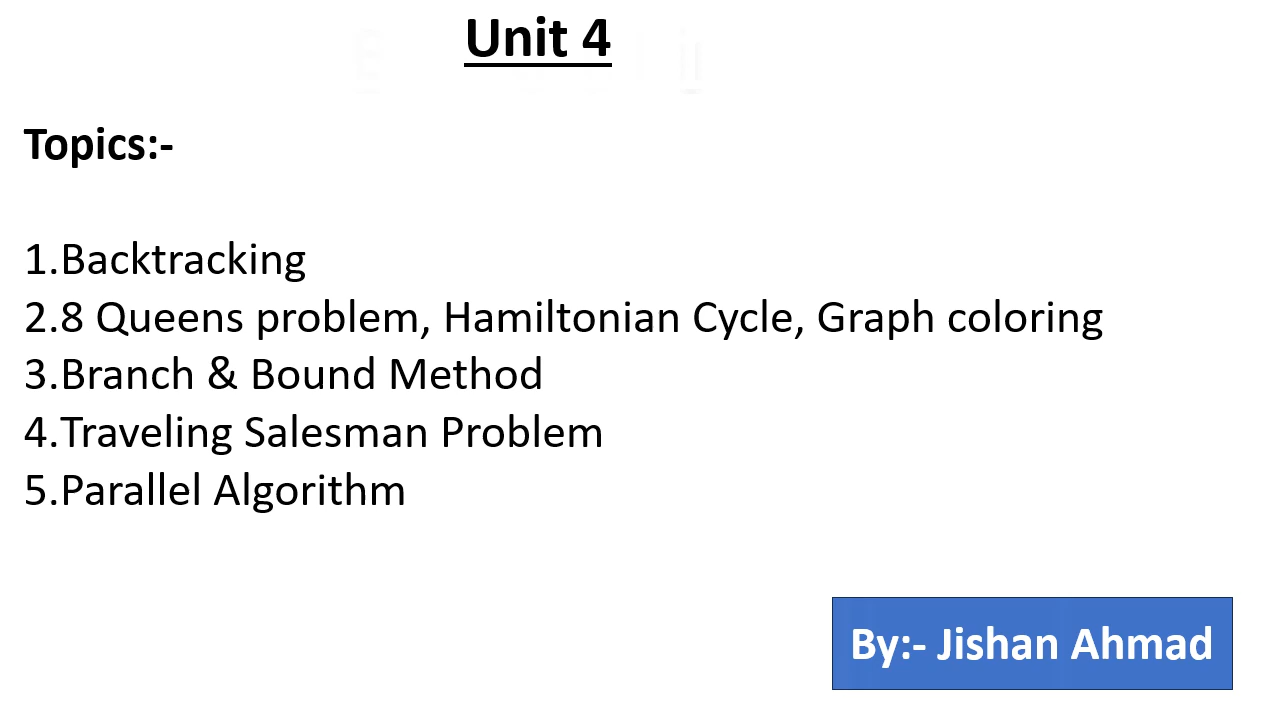 Unit 4
Topics:-
1.Backtracking
2.8 Queens problem, Hamiltonian Cycle, Graph coloring
3.Branch & Bound Method
4.Traveling Salesman Problem
5.Parallel Algorithm
By:- Jishan Ahmad